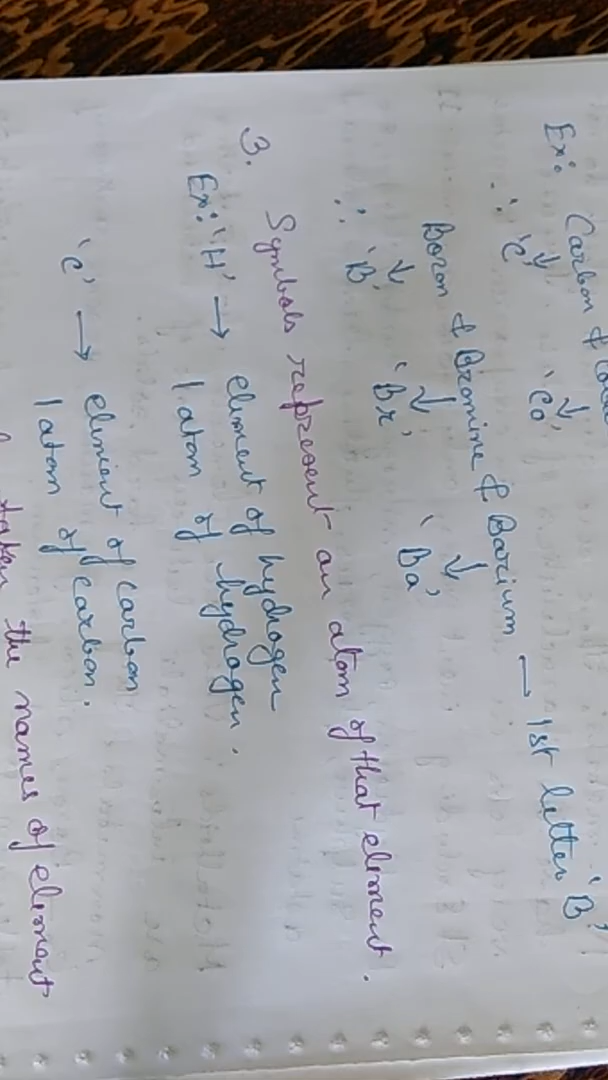 Ex: Carbon &
∴ 'C' 'Co'
Boron & Bromine & Barium → 1st letter 'B'
∴ 'B' 'Br' 'Ba'
3. Symbols represent an atom of that element.
Ex: 'H' → element of hydrogen
1 atom of hydrogen.
'C' → element of carbon
1 atom of carbon.
taken the names of element